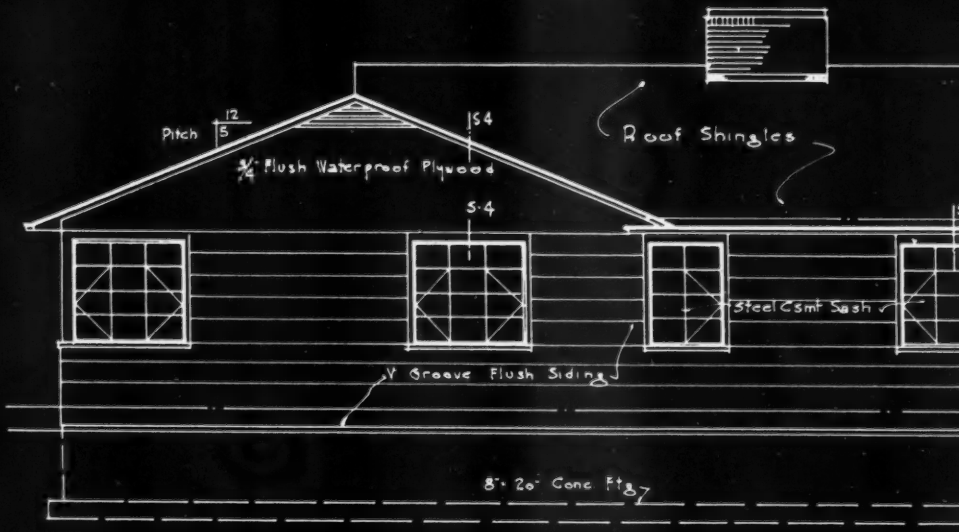 Pitch
12
5
S4
Roof Shingles
3/4" Flush Waterproof Plywood
S-4
Steel Csmt Sash
V Groove Flush Siding
8"- 20" Conc Ftg